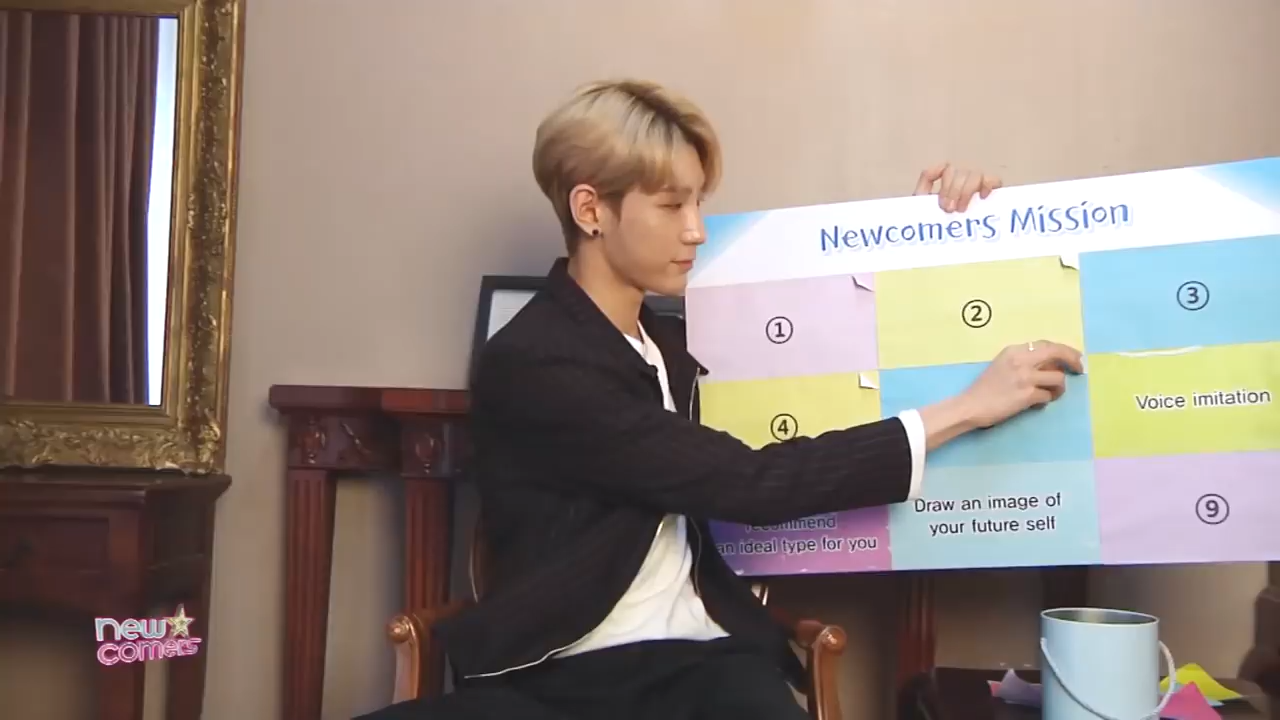 Newcomers Mission
① ② ③
④
Voice imitation
recommend
an ideal type for you
Draw an image of
your future self
⑨
new
comers